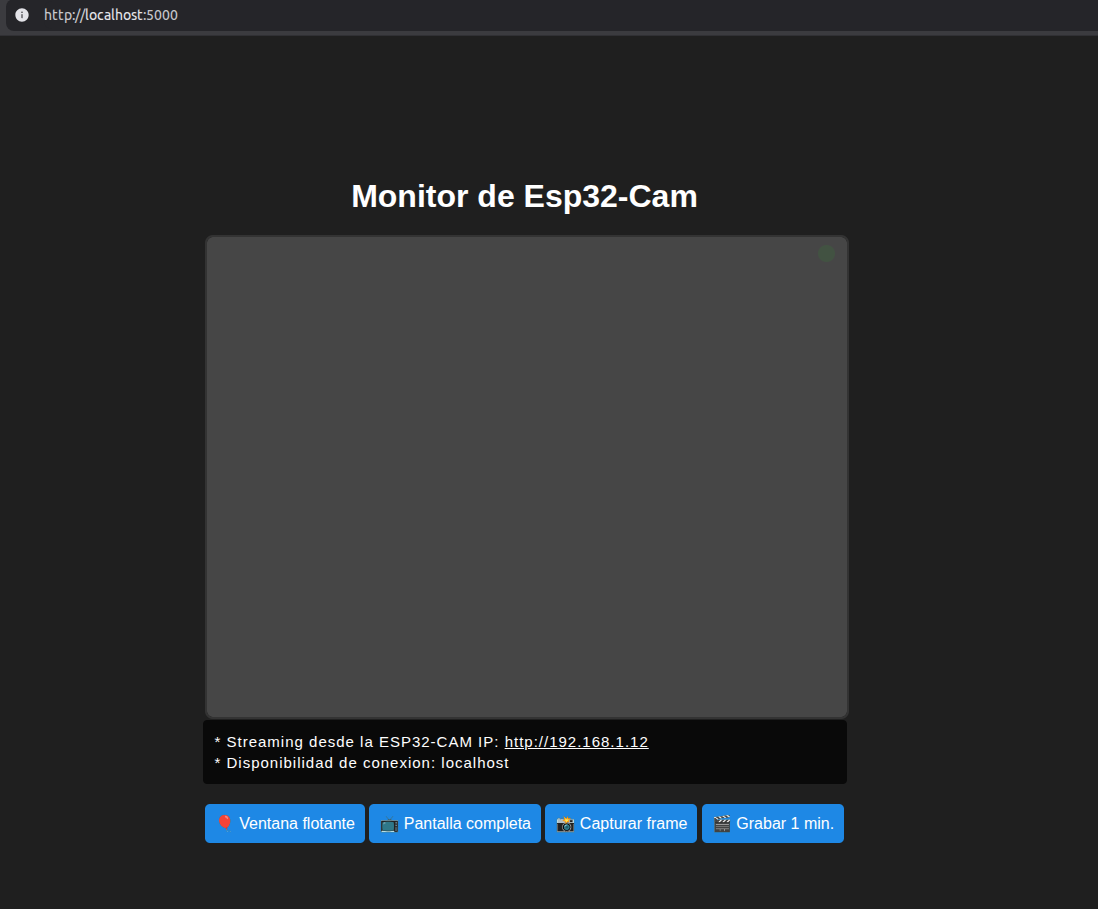 http://localhost:5000
Monitor de Esp32-Cam
* Streaming desde la ESP32-CAM IP: http://192.168.1.12
* Disponibilidad de conexion: localhost
🎈 Ventana flotante 📺 Pantalla completa 📸 Capturar frame 🎬 Grabar 1 min.